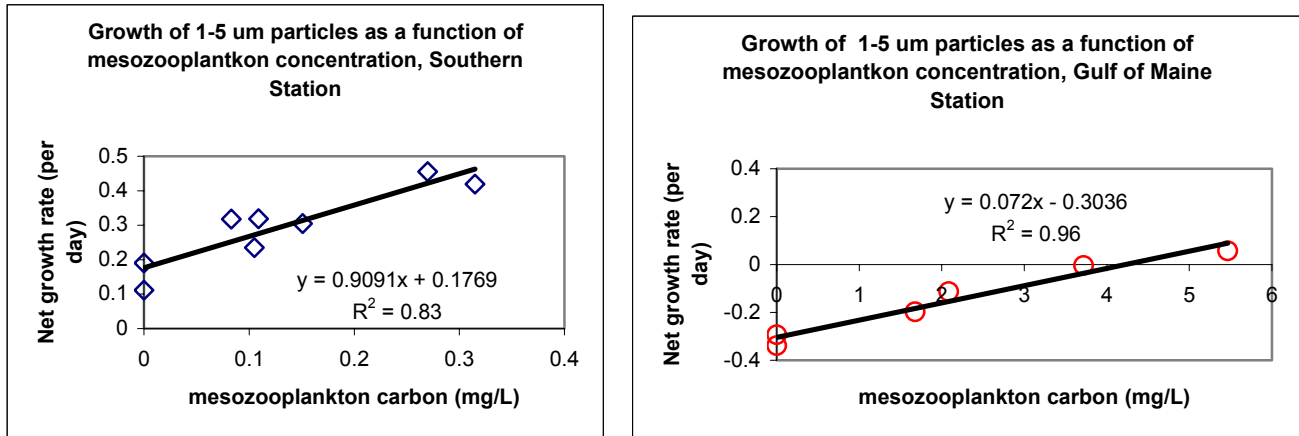 Growth of 1-5 um particles as a function of
mesozooplantkon concentration, Southern
Station
Net growth rate (per
day)
0.5
0.4
0.3
0.2
0.1
0
y = 0.9091x + 0.1769
R² = 0.83
0
0.1
0.2
0.3
0.4
mesozooplankton carbon (mg/L)
Growth of 1-5 um particles as a function of
mesozooplantkon concentration, Gulf of Maine
Station
Net growth rate (per
day)
0.4
0.2
0
-0.2
-0.4
y = 0.072x - 0.3036
R² = 0.96
0
1
2
3
4
5
6
mesozooplankton carbon (mg/L)